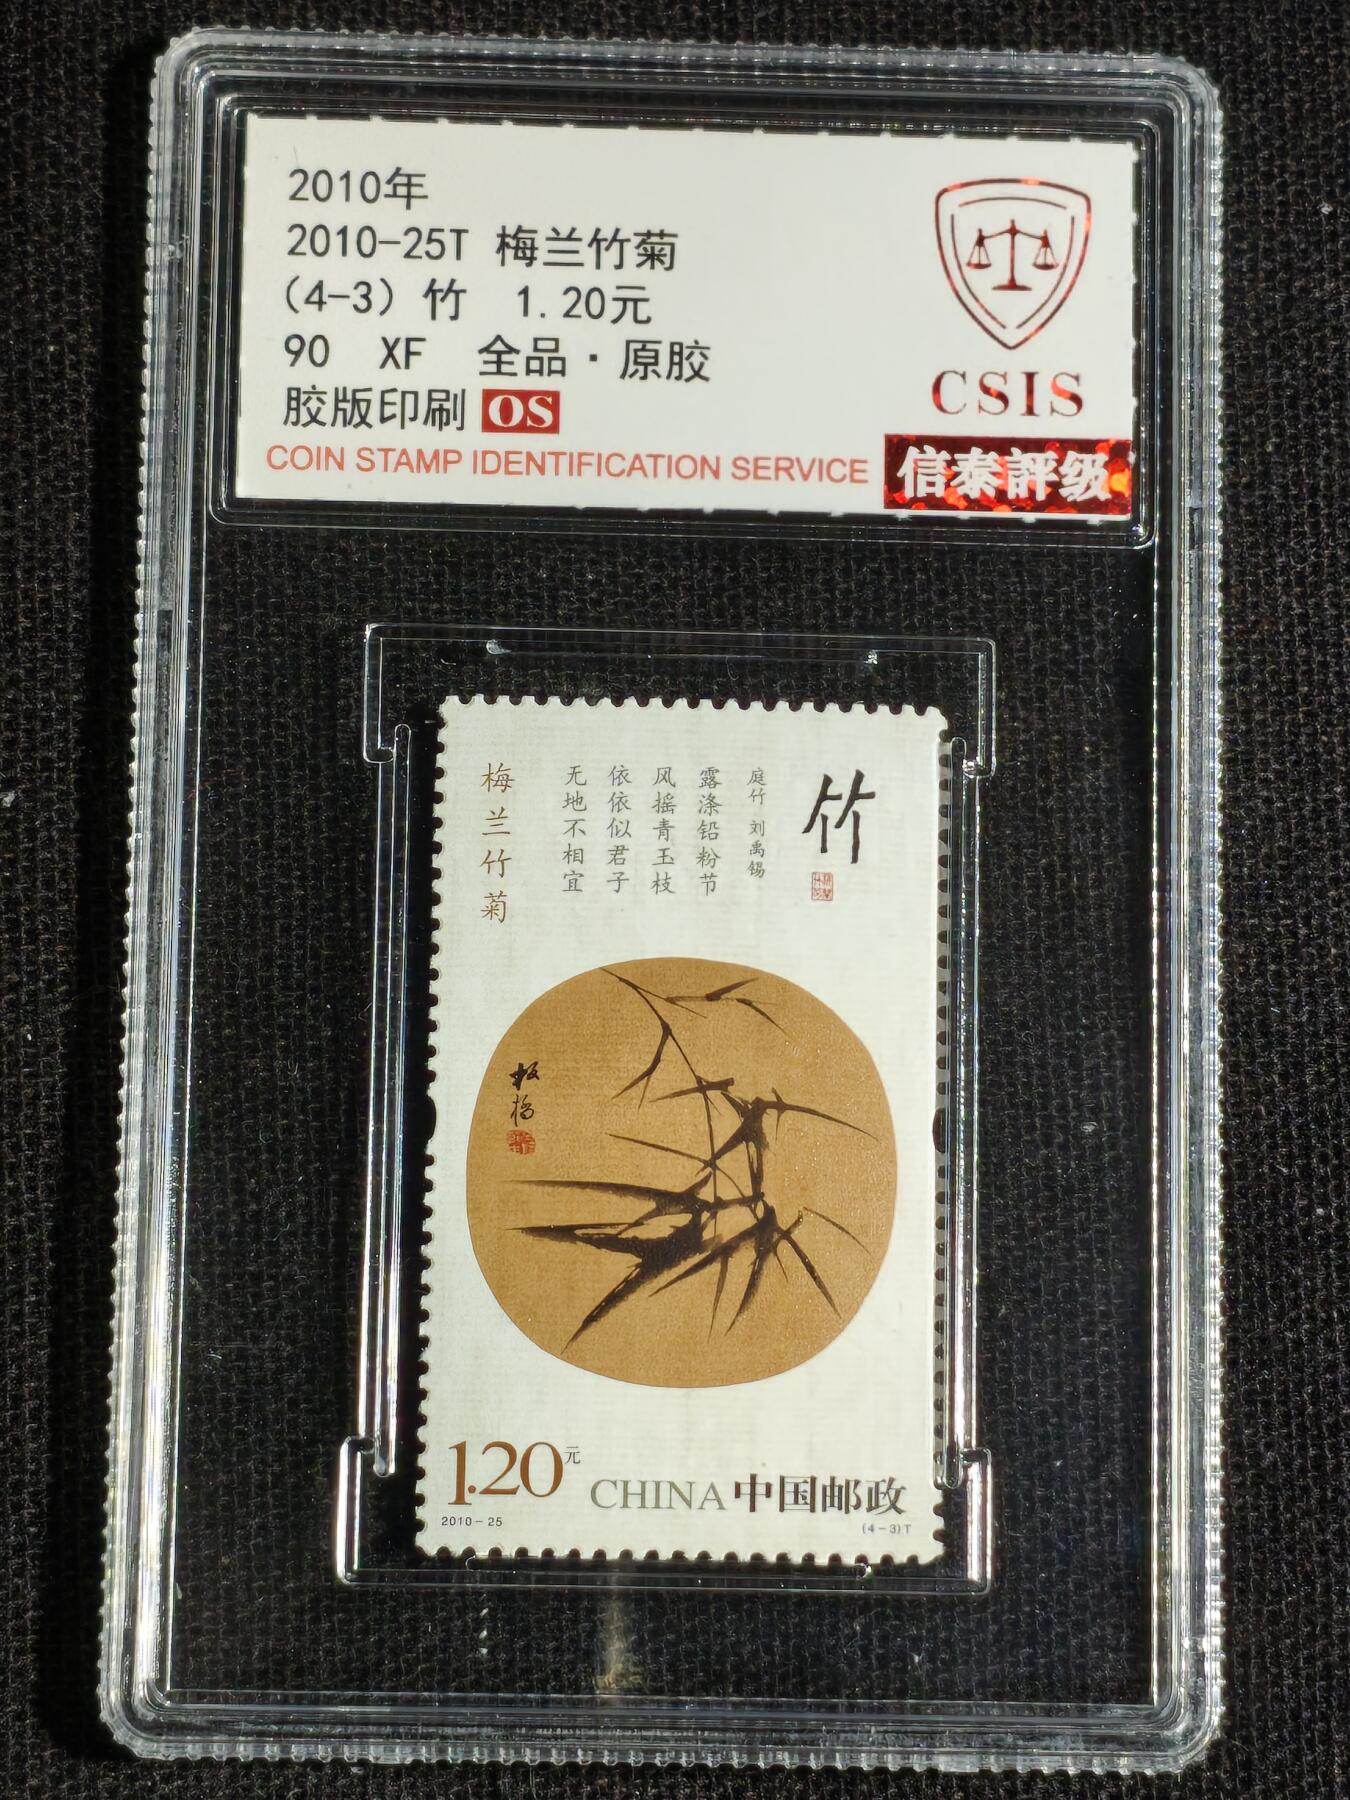 2010年
2010-25T 梅兰竹菊
(4-3) 竹 1.20元
90 XF 全品·原胶
胶版印刷 OS
COIN STAMP IDENTIFICATION SERVICE
CSIS
信泰評级
竹
庭竹 刘禹锡
露涤铅粉节
风摇青玉枝
依依似君子
无地不相宜
梅兰竹菊
板桥
1.20元
CHINA 中国邮政
2010-25
(4-3)T